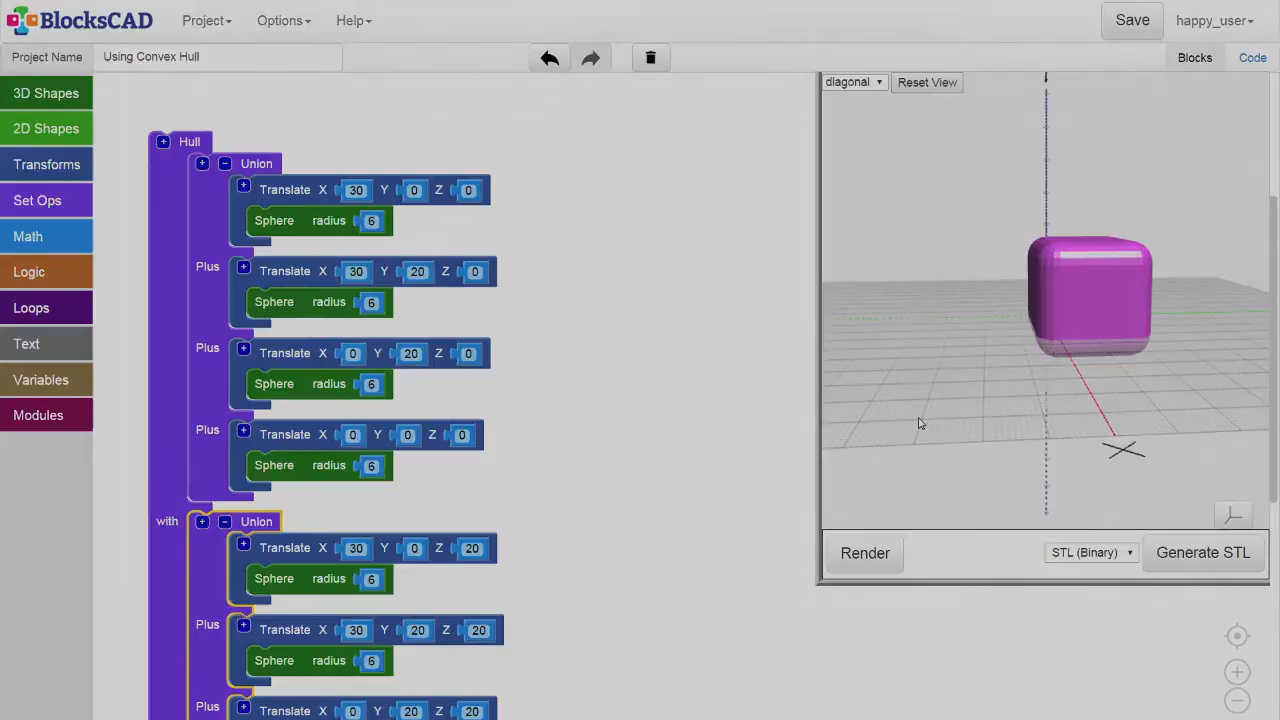 BlocksCAD Project Options Help Save happy_user
Project Name Using Convex Hull Blocks Code
3D Shapes
2D Shapes
Transforms
Set Ops
Math
Logic
Loops
Text
Variables
Modules
Hull
Union
Translate X 30 Y 0 Z 0
Sphere radius 6
Plus Translate X 30 Y 20 Z 0
Sphere radius 6
Plus Translate X 0 Y 20 Z 0
Sphere radius 6
Plus Translate X 0 Y 0 Z 0
Sphere radius 6
with Union
Translate X 30 Y 0 Z 20
Sphere radius 6
Plus Translate X 30 Y 20 Z 20
Sphere radius 6
Plus Translate X 0 Y 20 Z 20
diagonal Reset View
X
Render STL (Binary) Generate STL